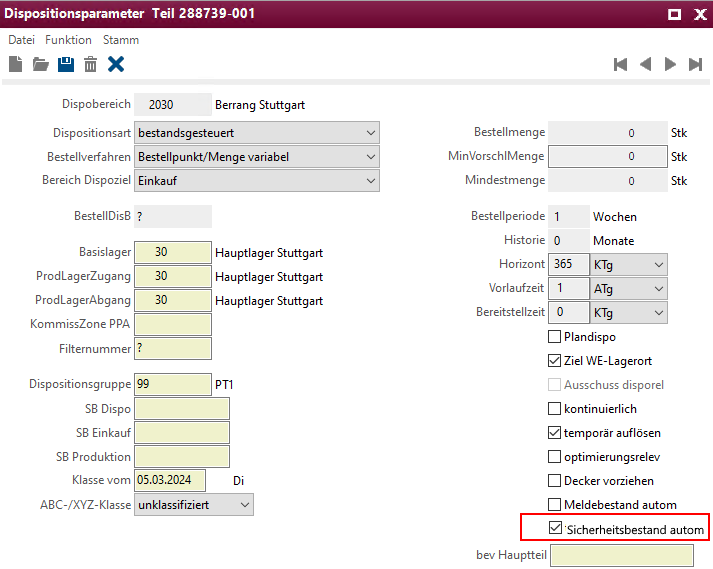 Dispositionsparameter Teil 288739-001
Datei Funktion Stamm
Dispobereich 2030 Berrang Stuttgart
Dispositionsart bestandsgesteuert
Bestellverfahren Bestellpunkt/Menge variabel
Bereich Dispoziel Einkauf
BestellDisB ?
Basislager 30 Hauptlager Stuttgart
ProdLagerZugang 30 Hauptlager Stuttgart
ProdLagerAbgang 30 Hauptlager Stuttgart
KommissZone PPA
Filternummer ?
Dispositionsgruppe 99 PT1
SB Dispo
SB Einkauf
SB Produktion
Klasse vom 05.03.2024 Di
ABC-/XYZ-Klasse unklassifiziert
Bestellmenge 0 Stk
MinVorschlMenge 0 Stk
Mindestmenge 0 Stk
Bestellperiode 1 Wochen
Historie 0 Monate
Horizont 365 KTg
Vorlaufzeit 1 ATg
Bereitstellzeit 0 KTg
Plandispo
Ziel WE-Lagerort
Ausschuss disporel
kontinuierlich
temporär auflösen
optimierungsrelev
Decker vorziehen
Meldebestand autom
Sicherheitsbestand autom
bev Hauptteil